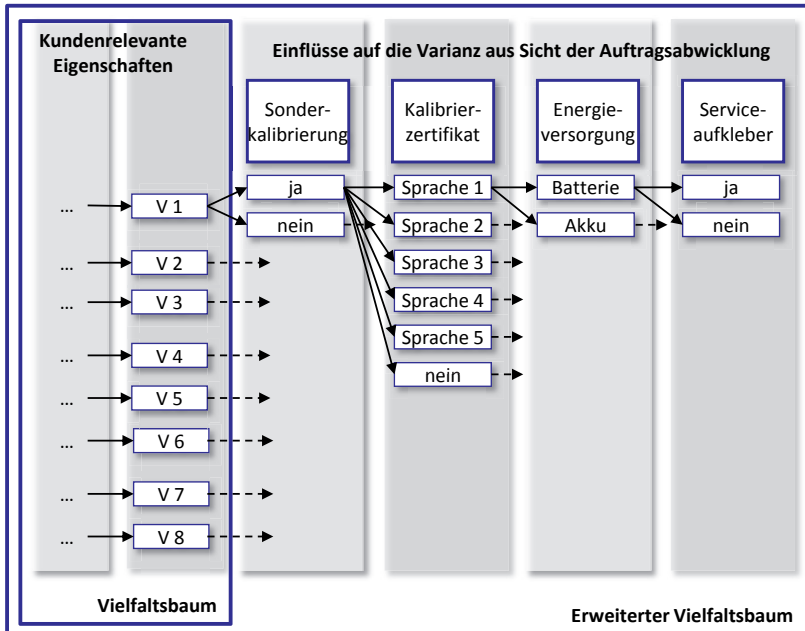 Kundenrelevante
Eigenschaften
Einflüsse auf die Varianz aus Sicht der Auftragsabwicklung
Sonder-
kalibrierung
Kalibrier-
zertifikat
Energie-
versorgung
Service-
aufkleber
... V 1 ja Sprache 1 Batterie ja
nein Sprache 2 Akku nein
... V 2 Sprache 3
... V 3 Sprache 4
Sprache 5
... V 4
nein
... V 5
... V 6
... V 7
... V 8
Vielfaltsbaum
Erweiterter Vielfaltsbaum